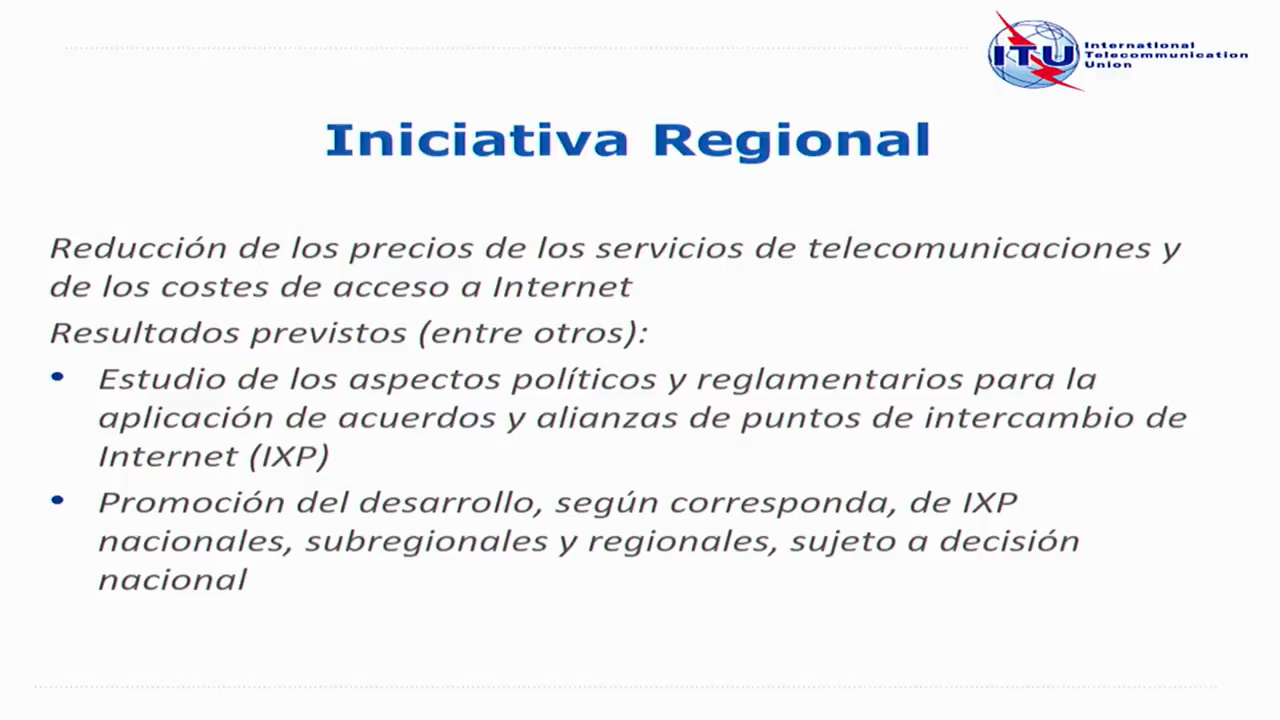 ITU International
Telecommunication
Union
Iniciativa Regional
Reducción de los precios de los servicios de telecomunicaciones y
de los costes de acceso a Internet
Resultados previstos (entre otros):
• Estudio de los aspectos políticos y reglamentarios para la
aplicación de acuerdos y alianzas de puntos de intercambio de
Internet (IXP)
• Promoción del desarrollo, según corresponda, de IXP
nacionales, subregionales y regionales, sujeto a decisión
nacional